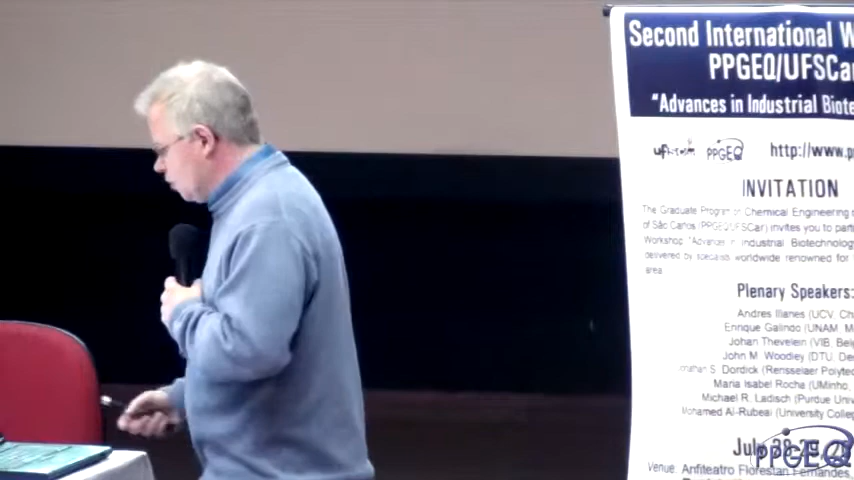 Second International W
PPGEQ/UFSCar
"Advances in Industrial Biote
ufscar PPGEQ http://www.p
INVITATION
The Graduate Program in Chemical Engineering
of São Carlos (PPGEQ/UFSCar) invites you to part
Workshop "Advances in Industrial Biotechnology
delivered by specialists worldwide renowned for
area
Plenary Speakers:
Andres Illanes (UCV, Ch
Enrique Galindo (UNAM, M
Johan Thevelein (VIB, Belg
John M. Woodley (DTU, De
Jonathan S. Dordick (Rensselaer Polytec
Maria Isabel Rocha (UMinho,
Michael R. Ladisch (Purdue Univ
Mohamed Al-Rubeai (University Colleg
July
PPGEQ
Venue: Anfiteatro Florestan Fernandes,